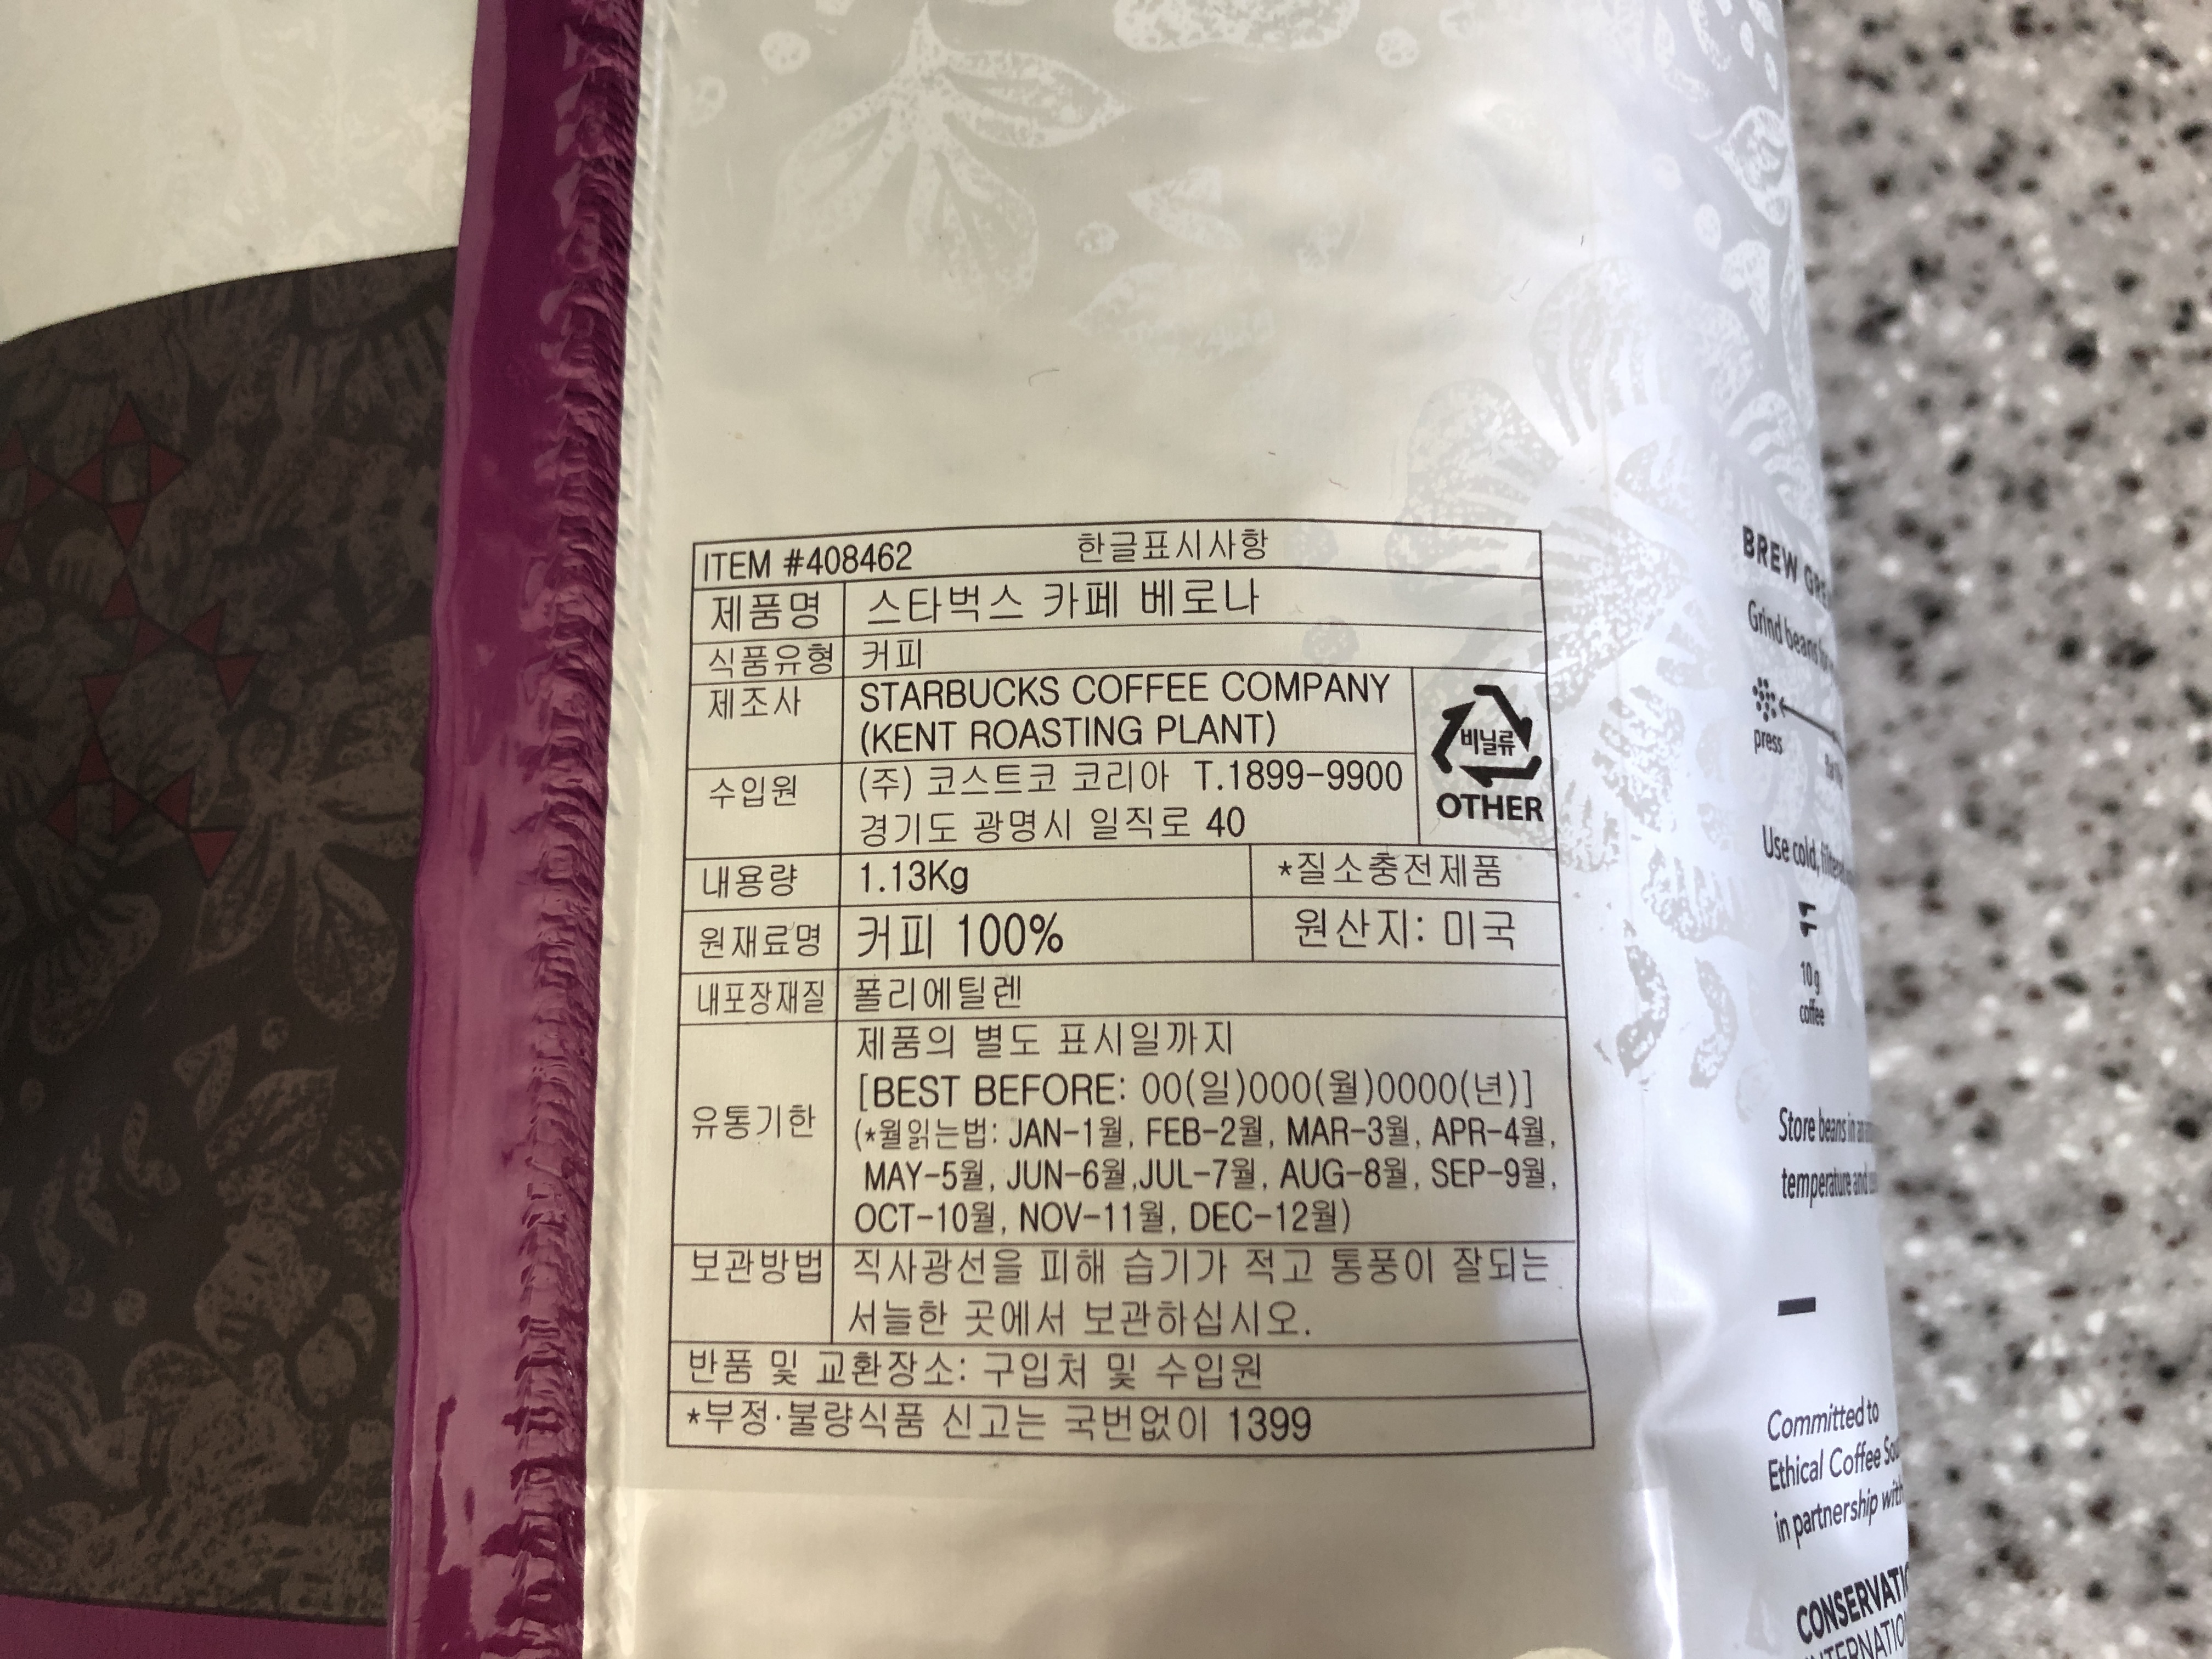 ITEM #408462 한글표시사항
제품명 스타벅스 카페 베로나
식품유형 커피
제조사 STARBUCKS COFFEE COMPANY
(KENT ROASTING PLANT)
비닐류
OTHER
수입원 (주) 코스트코 코리아 T.1899-9900
경기도 광명시 일직로 40
내용량 1.13Kg *질소충전제품
원재료명 커피 100% 원산지: 미국
내포장재질 폴리에틸렌
유통기한 제품의 별도 표시일까지
[BEST BEFORE: 00(일)000(월)0000(년)]
(*월읽는법: JAN-1월, FEB-2월, MAR-3월, APR-4월,
MAY-5월, JUN-6월,JUL-7월, AUG-8월, SEP-9월,
OCT-10월, NOV-11월, DEC-12월)
보관방법 직사광선을 피해 습기가 적고 통풍이 잘되는
서늘한 곳에서 보관하십시오.
반품 및 교환장소: 구입처 및 수입원
*부정·불량식품 신고는 국번없이 1399
BREW
Grind beans
press
Use cold,
10g
coffee
Store beans in
temperature and
Committed to
Ethical Coffee
in partnership with